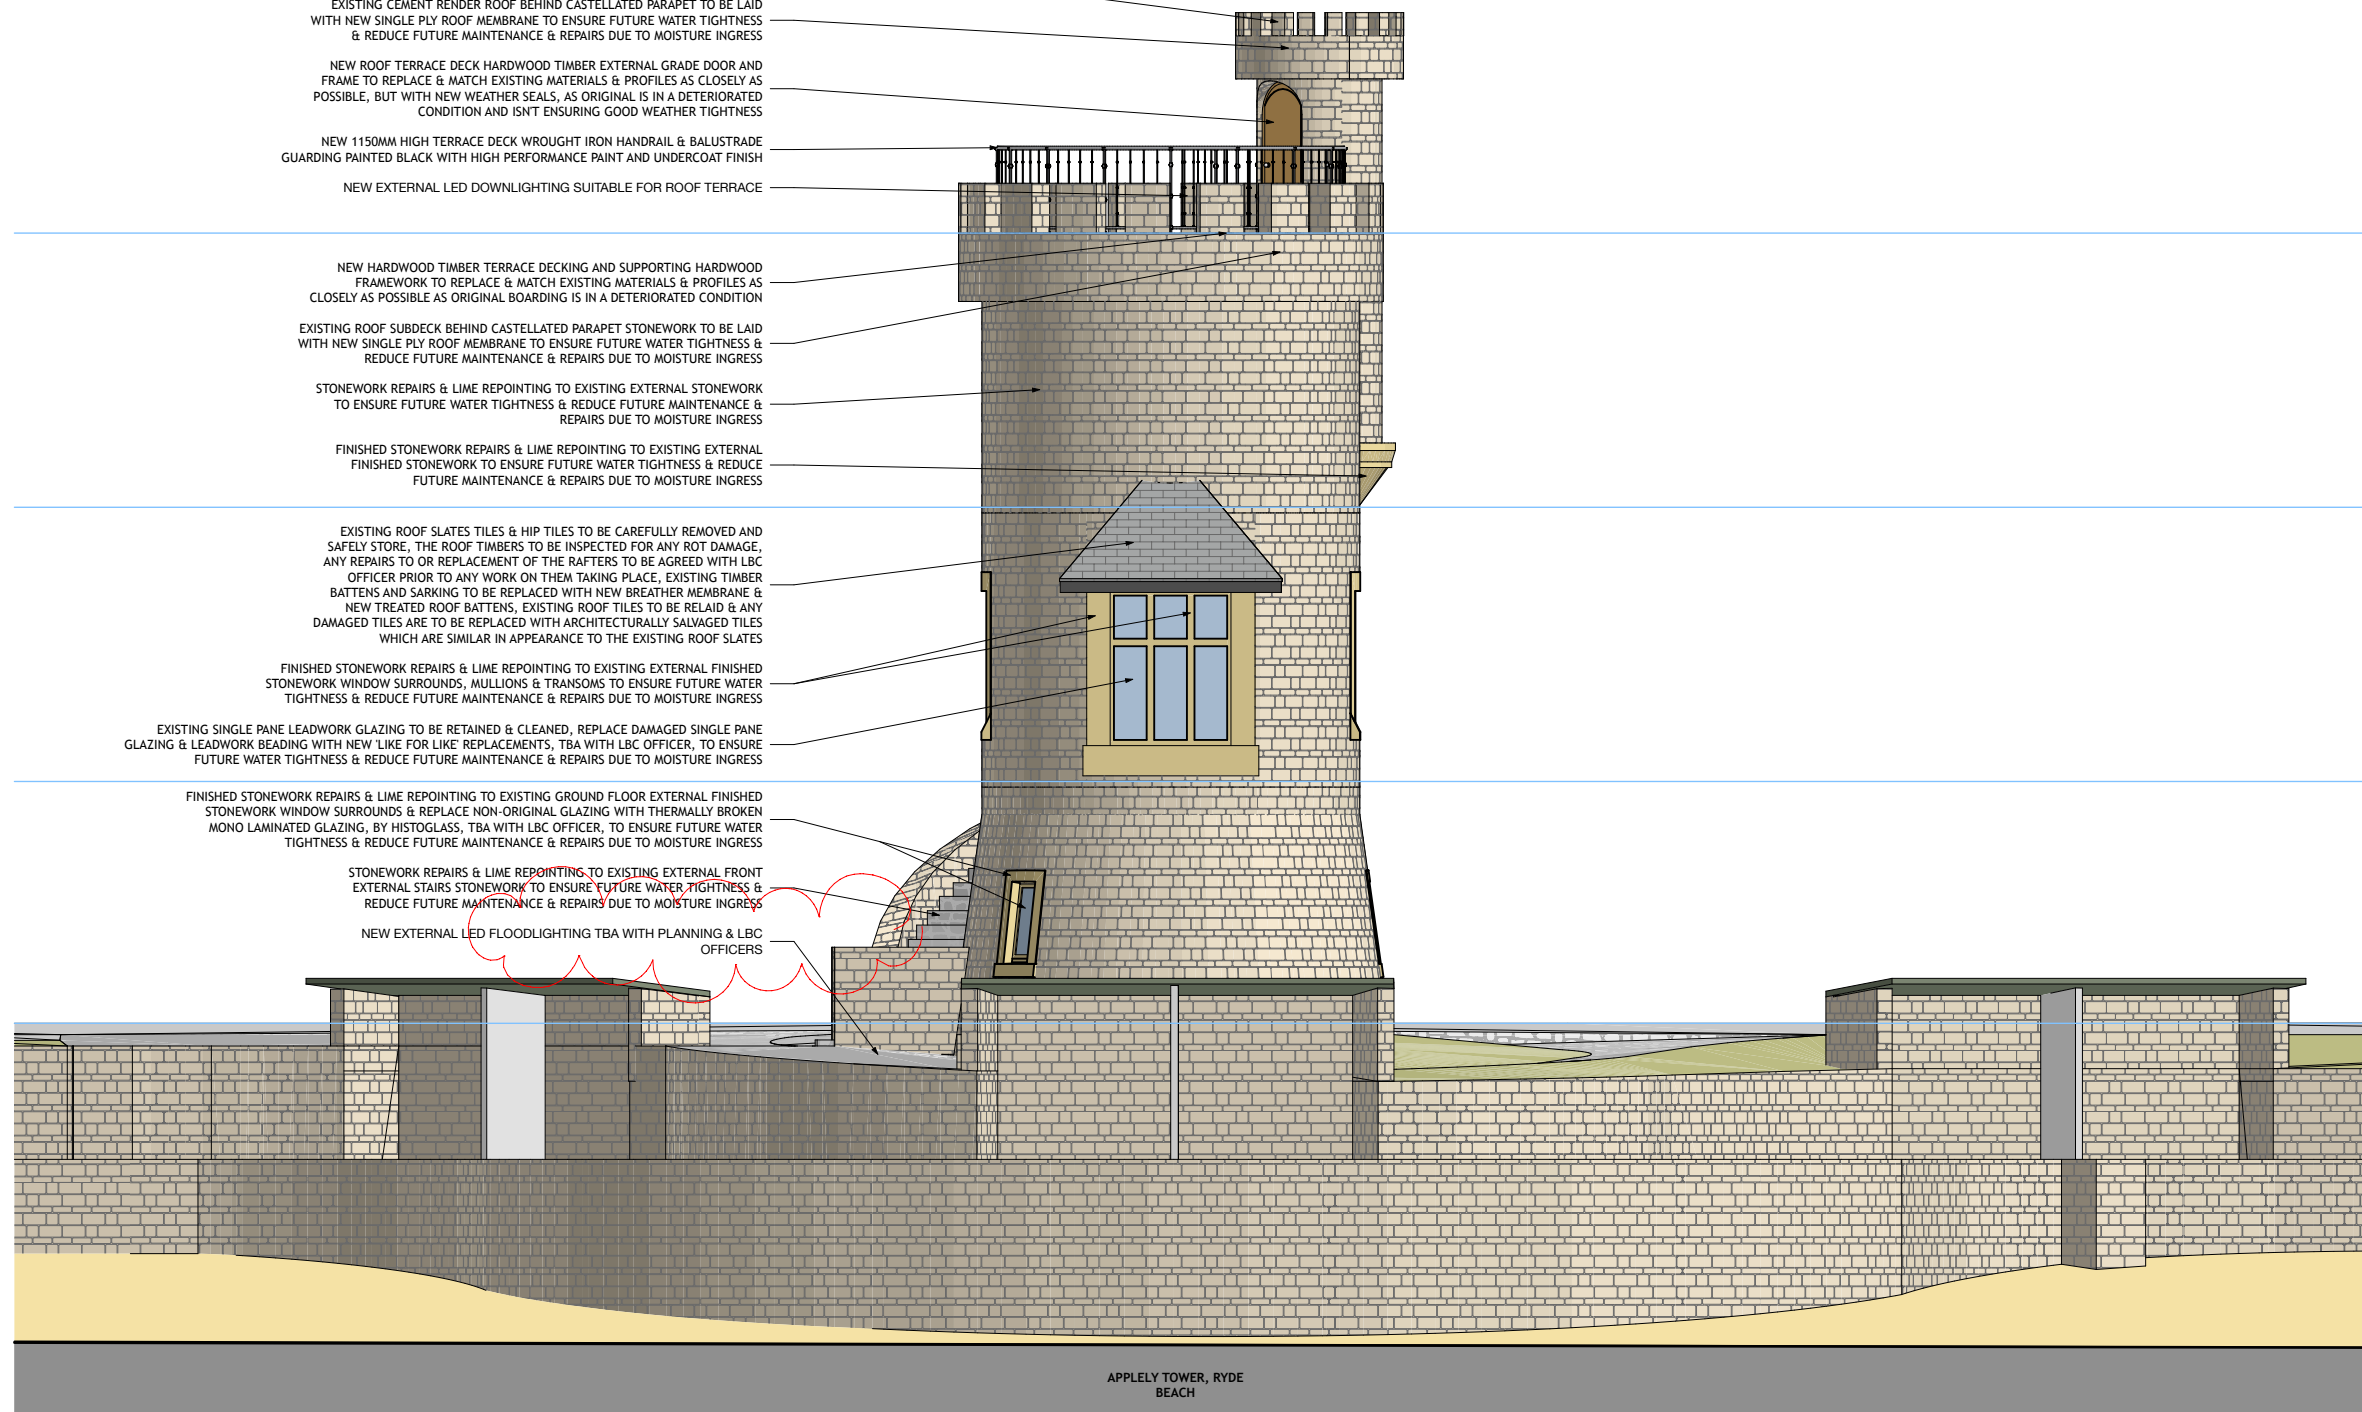 EXISTING CEMENT RENDER ROOF BEHIND CASTELLATED PARAPET TO BE LAID
WITH NEW SINGLE PLY ROOF MEMBRANE TO ENSURE FUTURE WATER TIGHTNESS
& REDUCE FUTURE MAINTENANCE & REPAIRS DUE TO MOISTURE INGRESS
NEW ROOF TERRACE DECK HARDWOOD TIMBER EXTERNAL GRADE DOOR AND
FRAME TO REPLACE & MATCH EXISTING MATERIALS & PROFILES AS CLOSELY AS
POSSIBLE, BUT WITH NEW WEATHER SEALS, AS ORIGINAL IS IN A DETERIORATED
CONDITION AND ISN'T ENSURING GOOD WEATHER TIGHTNESS
NEW 1150MM HIGH TERRACE DECK WROUGHT IRON HANDRAIL & BALUSTRADE
GUARDING PAINTED BLACK WITH HIGH PERFORMANCE PAINT AND UNDERCOAT FINISH
NEW EXTERNAL LED DOWNLIGHTING SUITABLE FOR ROOF TERRACE
NEW HARDWOOD TIMBER TERRACE DECKING AND SUPPORTING HARDWOOD
FRAMEWORK TO REPLACE & MATCH EXISTING MATERIALS & PROFILES AS
CLOSELY AS POSSIBLE AS ORIGINAL BOARDING IS IN A DETERIORATED CONDITION
EXISTING ROOF SUBDECK BEHIND CASTELLATED PARAPET STONEWORK TO BE LAID
WITH NEW SINGLE PLY ROOF MEMBRANE TO ENSURE FUTURE WATER TIGHTNESS &
REDUCE FUTURE MAINTENANCE & REPAIRS DUE TO MOISTURE INGRESS
STONEWORK REPAIRS & LIME REPOINTING TO EXISTING EXTERNAL STONEWORK
TO ENSURE FUTURE WATER TIGHTNESS & REDUCE FUTURE MAINTENANCE &
REPAIRS DUE TO MOISTURE INGRESS
FINISHED STONEWORK REPAIRS & LIME REPOINTING TO EXISTING EXTERNAL
FINISHED STONEWORK TO ENSURE FUTURE WATER TIGHTNESS & REDUCE
FUTURE MAINTENANCE & REPAIRS DUE TO MOISTURE INGRESS
EXISTING ROOF SLATES TILES & HIP TILES TO BE CAREFULLY REMOVED AND
SAFELY STORE, THE ROOF TIMBERS TO BE INSPECTED FOR ANY ROT DAMAGE,
ANY REPAIRS TO OR REPLACEMENT OF THE RAFTERS TO BE AGREED WITH LBC
OFFICER PRIOR TO ANY WORK ON THEM TAKING PLACE, EXISTING TIMBER
BATTENS AND SARKING TO BE REPLACED WITH NEW BREATHER MEMBRANE &
NEW TREATED ROOF BATTENS, EXISTING ROOF TILES TO BE RELAID & ANY
DAMAGED TILES ARE TO BE REPLACED WITH ARCHITECTURALLY SALVAGED TILES
WHICH ARE SIMILAR IN APPEARANCE TO THE EXISTING ROOF SLATES
FINISHED STONEWORK REPAIRS & LIME REPOINTING TO EXISTING EXTERNAL FINISHED
STONEWORK WINDOW SURROUNDS, MULLIONS & TRANSOMS TO ENSURE FUTURE WATER
TIGHTNESS & REDUCE FUTURE MAINTENANCE & REPAIRS DUE TO MOISTURE INGRESS
EXISTING SINGLE PANE LEADWORK GLAZING TO BE RETAINED & CLEANED, REPLACE DAMAGED SINGLE PANE
GLAZING & LEADWORK BEADING WITH NEW 'LIKE FOR LIKE' REPLACEMENTS, TBA WITH LBC OFFICER, TO ENSURE
FUTURE WATER TIGHTNESS & REDUCE FUTURE MAINTENANCE & REPAIRS DUE TO MOISTURE INGRESS
FINISHED STONEWORK REPAIRS & LIME REPOINTING TO EXISTING GROUND FLOOR EXTERNAL FINISHED
STONEWORK WINDOW SURROUNDS & REPLACE NON-ORIGINAL GLAZING WITH THERMALLY BROKEN
MONO LAMINATED GLAZING, BY HISTOGLASS, TBA WITH LBC OFFICER, TO ENSURE FUTURE WATER
TIGHTNESS & REDUCE FUTURE MAINTENANCE & REPAIRS DUE TO MOISTURE INGRESS
STONEWORK REPAIRS & LIME REPOINTING TO EXISTING EXTERNAL FRONT
EXTERNAL STAIRS STONEWORK TO ENSURE FUTURE WATER TIGHTNESS &
REDUCE FUTURE MAINTENANCE & REPAIRS DUE TO MOISTURE INGRESS
NEW EXTERNAL LED FLOODLIGHTING TBA WITH PLANNING & LBC
OFFICERS
APPLELY TOWER, RYDE
BEACH